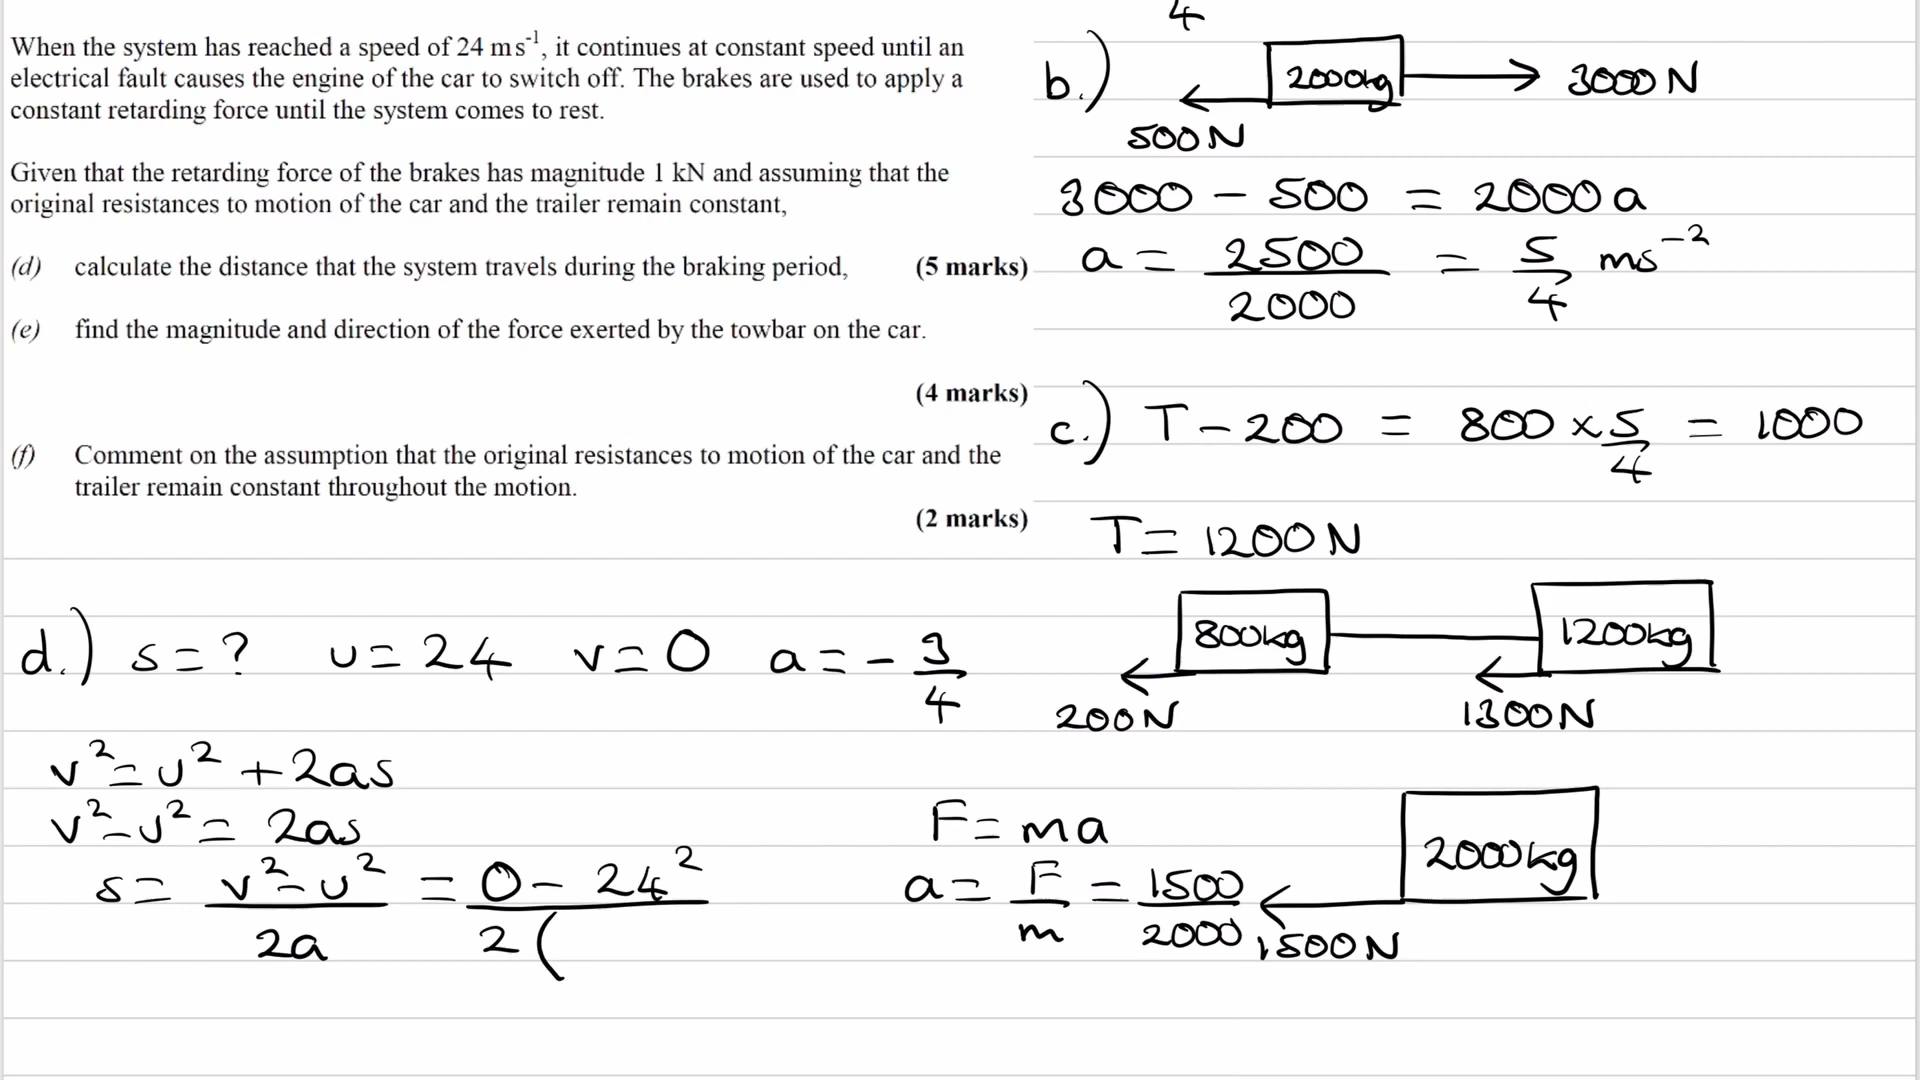 When the system has reached a speed of 24 m s⁻¹, it continues at constant speed until an
electrical fault causes the engine of the car to switch off. The brakes are used to apply a
constant retarding force until the system comes to rest.
Given that the retarding force of the brakes has magnitude 1 kN and assuming that the
original resistances to motion of the car and the trailer remain constant,
(d) calculate the distance that the system travels during the braking period, (5 marks)
(e) find the magnitude and direction of the force exerted by the towbar on the car.
(4 marks)
(f) Comment on the assumption that the original resistances to motion of the car and the
trailer remain constant throughout the motion.
(2 marks)
4
b.) 2000kg 3000N
500N
3000 - 500 = 2000a
a = 2500/2000 = 5/4 ms⁻²
c.) T - 200 = 800 × 5/4 = 1000
T = 1200N
800kg 1200kg
200N 1300N
d.) s = ? u = 24 v = 0 a = - 3/4
v² = u² + 2as
v² - u² = 2as
s = v² - u²/2a = 0 - 24²/2(
F = ma
a = F/m = 1500/2000
2000kg
1500N